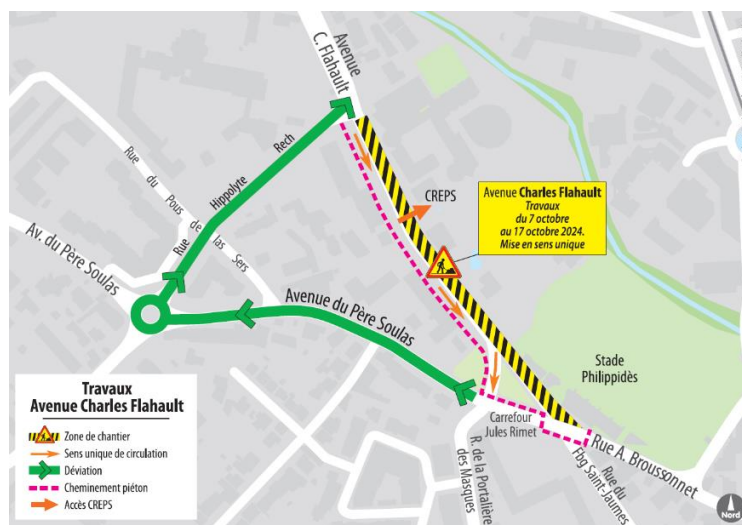 Avenue
C. Flahault
Rue Hippolyte Rech
Rue du Pous de las Sers
CREPS
Avenue Charles Flahault
Travaux
du 7 octobre
au 17 octobre 2024.
Mise en sens unique
Av. du Père Soulas
Avenue du Père Soulas
Stade
Philippidès
Carrefour
Jules Rimet
Rue A. Broussonnet
R. de la Portalière
des Masques
Rue du
Fbg Saint-Jaumes
Travaux
Avenue Charles Flahault
Zone de chantier
Sens unique de circulation
Déviation
Cheminement piéton
Accès CREPS
Nord